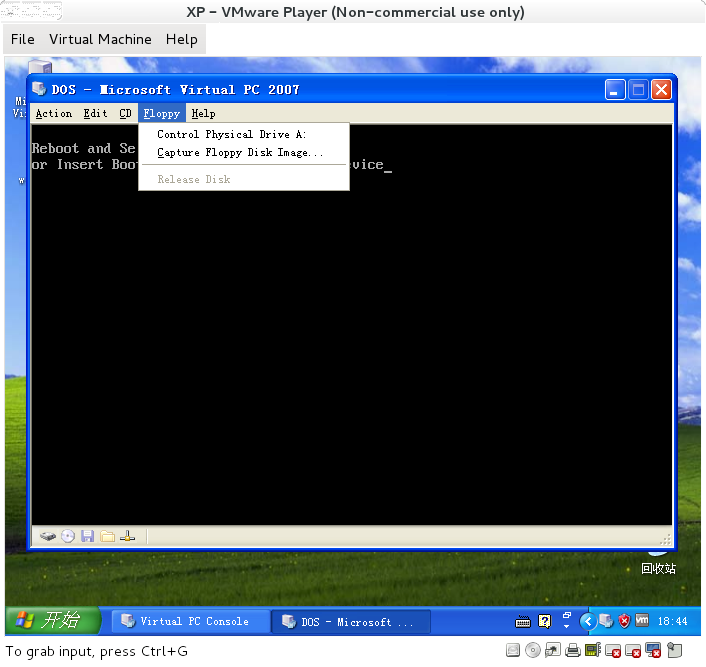 XP - VMware Player (Non-commercial use only)
File Virtual Machine Help
DOS - Microsoft Virtual PC 2007
Action Edit CD Floppy Help
Control Physical Drive A:
Capture Floppy Disk Image...
Release Disk
Reboot and Se
or Insert Boo
vice_
回收站
开始
Virtual PC Console
DOS - Microsoft ...
18:44
To grab input, press Ctrl+G